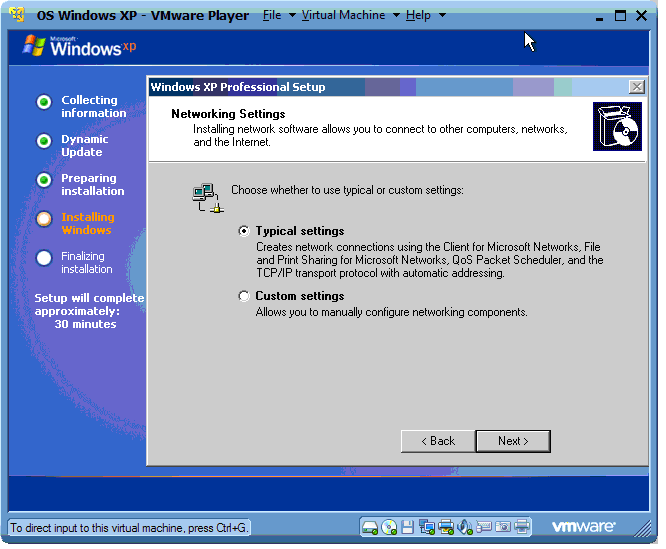 OS Windows XP - VMware Player File Virtual Machine Help
Microsoft
Windows xp
Collecting
information
Dynamic
Update
Preparing
installation
Installing
Windows
Finalizing
installation
Setup will complete
approximately:
30 minutes
Windows XP Professional Setup
Networking Settings
Installing network software allows you to connect to other computers, networks,
and the Internet.
Choose whether to use typical or custom settings:
Typical settings
Creates network connections using the Client for Microsoft Networks, File
and Print Sharing for Microsoft Networks, QoS Packet Scheduler, and the
TCP/IP transport protocol with automatic addressing.
Custom settings
Allows you to manually configure networking components.
< Back
Next >
To direct input to this virtual machine, press Ctrl+G.
vmware